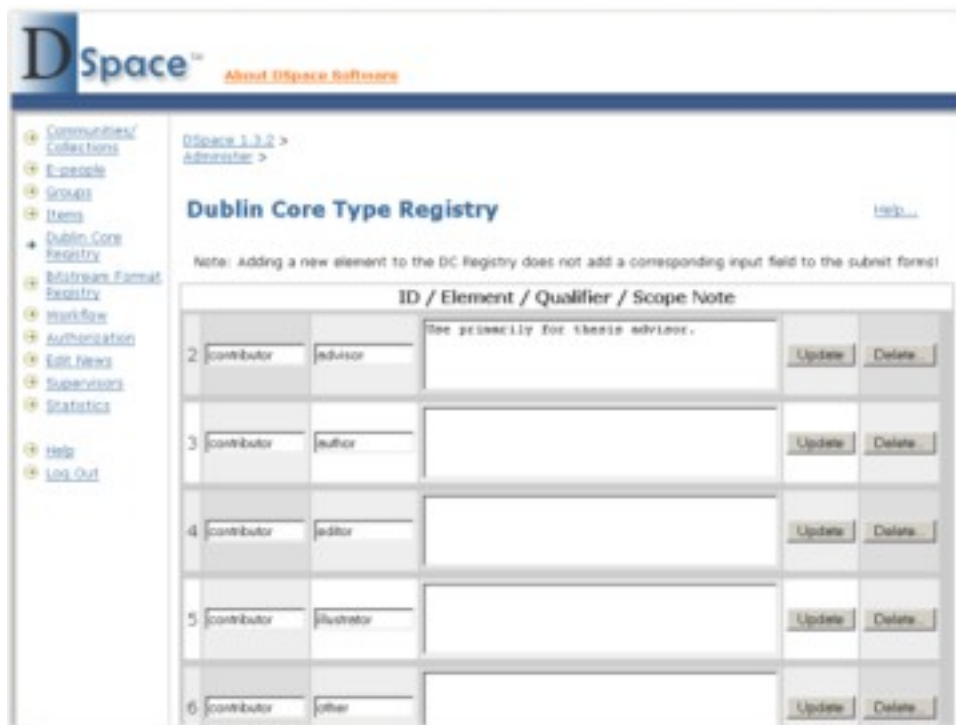 DSpace™
About DSpace Software
Communities/
Collections
E-people
Groups
Items
Dublin Core
Registry
Bitstream Format
Registry
Workflow
Authorization
Edit News
Supervisors
Statistics
Help
Log Out
DSpace 1.3.2 >
Administer >
Dublin Core Type Registry
Help...
Note: Adding a new element to the DC Registry does not add a corresponding input field to the submit forms!
ID / Element / Qualifier / Scope Note
2 contributor advisor Use primarily for thesis advisor. Update Delete...
3 contributor author Update Delete...
4 contributor editor Update Delete...
5 contributor illustrator Update Delete...
6 contributor other Update Delete...